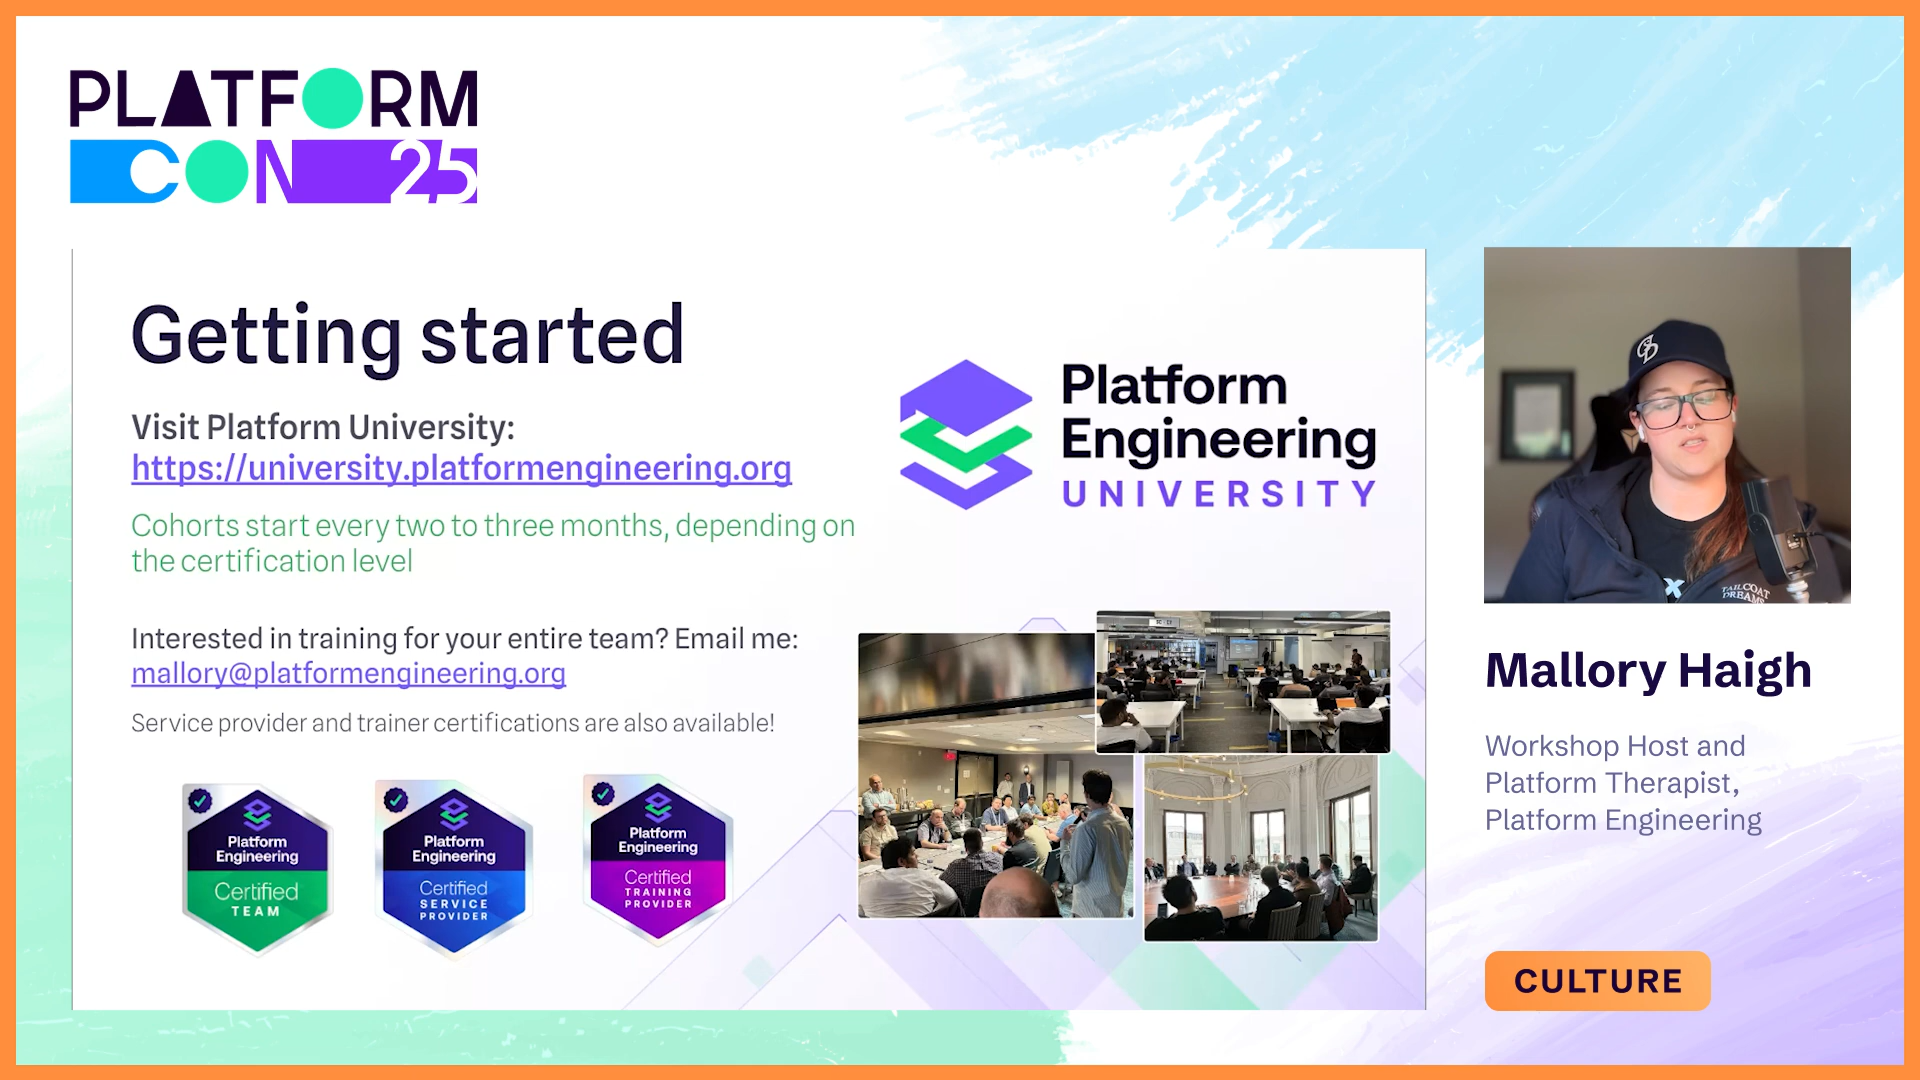 PLATFORM
CON 25
Getting started
Visit Platform University:
https://university.platformengineering.org
Cohorts start every two to three months, depending on
the certification level
Interested in training for your entire team? Email me:
mallory@platformengineering.org
Service provider and trainer certifications are also available!
Platform
Engineering
Certified
TEAM
Platform
Engineering
Certified
SERVICE
PROVIDER
Platform
Engineering
Certified
TRAINING
PROVIDER
Platform
Engineering
UNIVERSITY
TAILCOAT
DREAMS
Mallory Haigh
Workshop Host and
Platform Therapist,
Platform Engineering
CULTURE